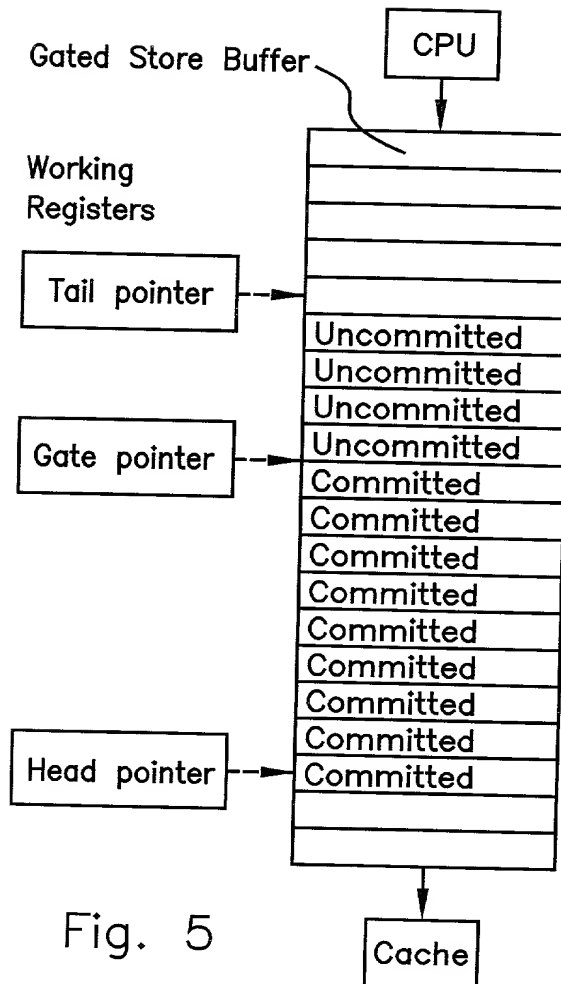 CPU
Gated Store Buffer
Working
Registers
Tail pointer
Uncommitted
Uncommitted
Uncommitted
Uncommitted
Gate pointer
Committed
Committed
Committed
Committed
Committed
Committed
Committed
Committed
Head pointer
Committed
Fig. 5
Cache